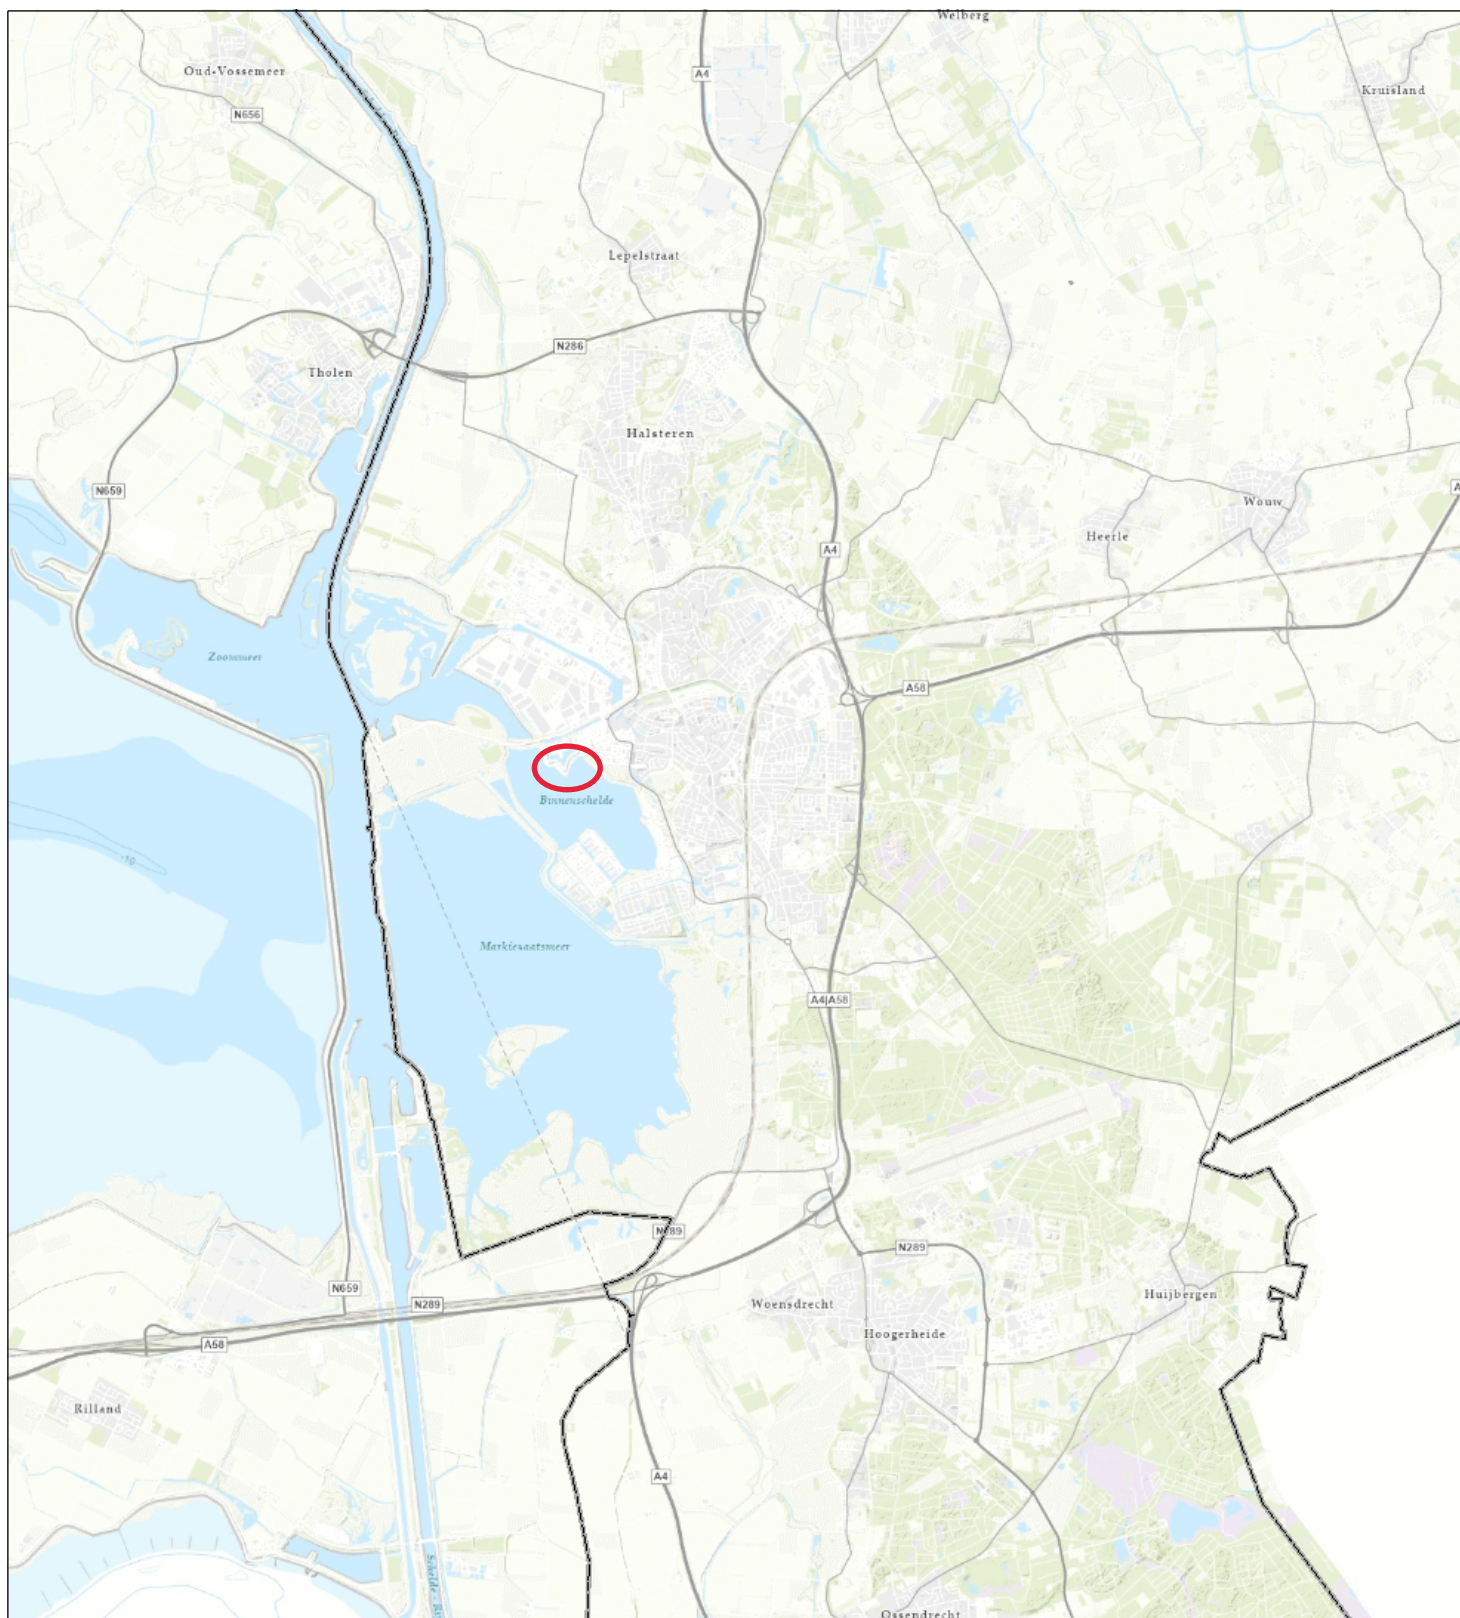 Welberg
Oud-Vossemeer
A4
Kruisland
N656
Lepelstraat
N286
Tholen
Halsteren
N659
Wouw
Heerle
A4
Zoommeer
A58
Binnenschelde
10
Markiezaatsmeer
A4|A58
N289
N289
N659
N289
Woensdrecht
Huijbergen
Hoogerheide
A58
Rilland
A4
Ossendrecht